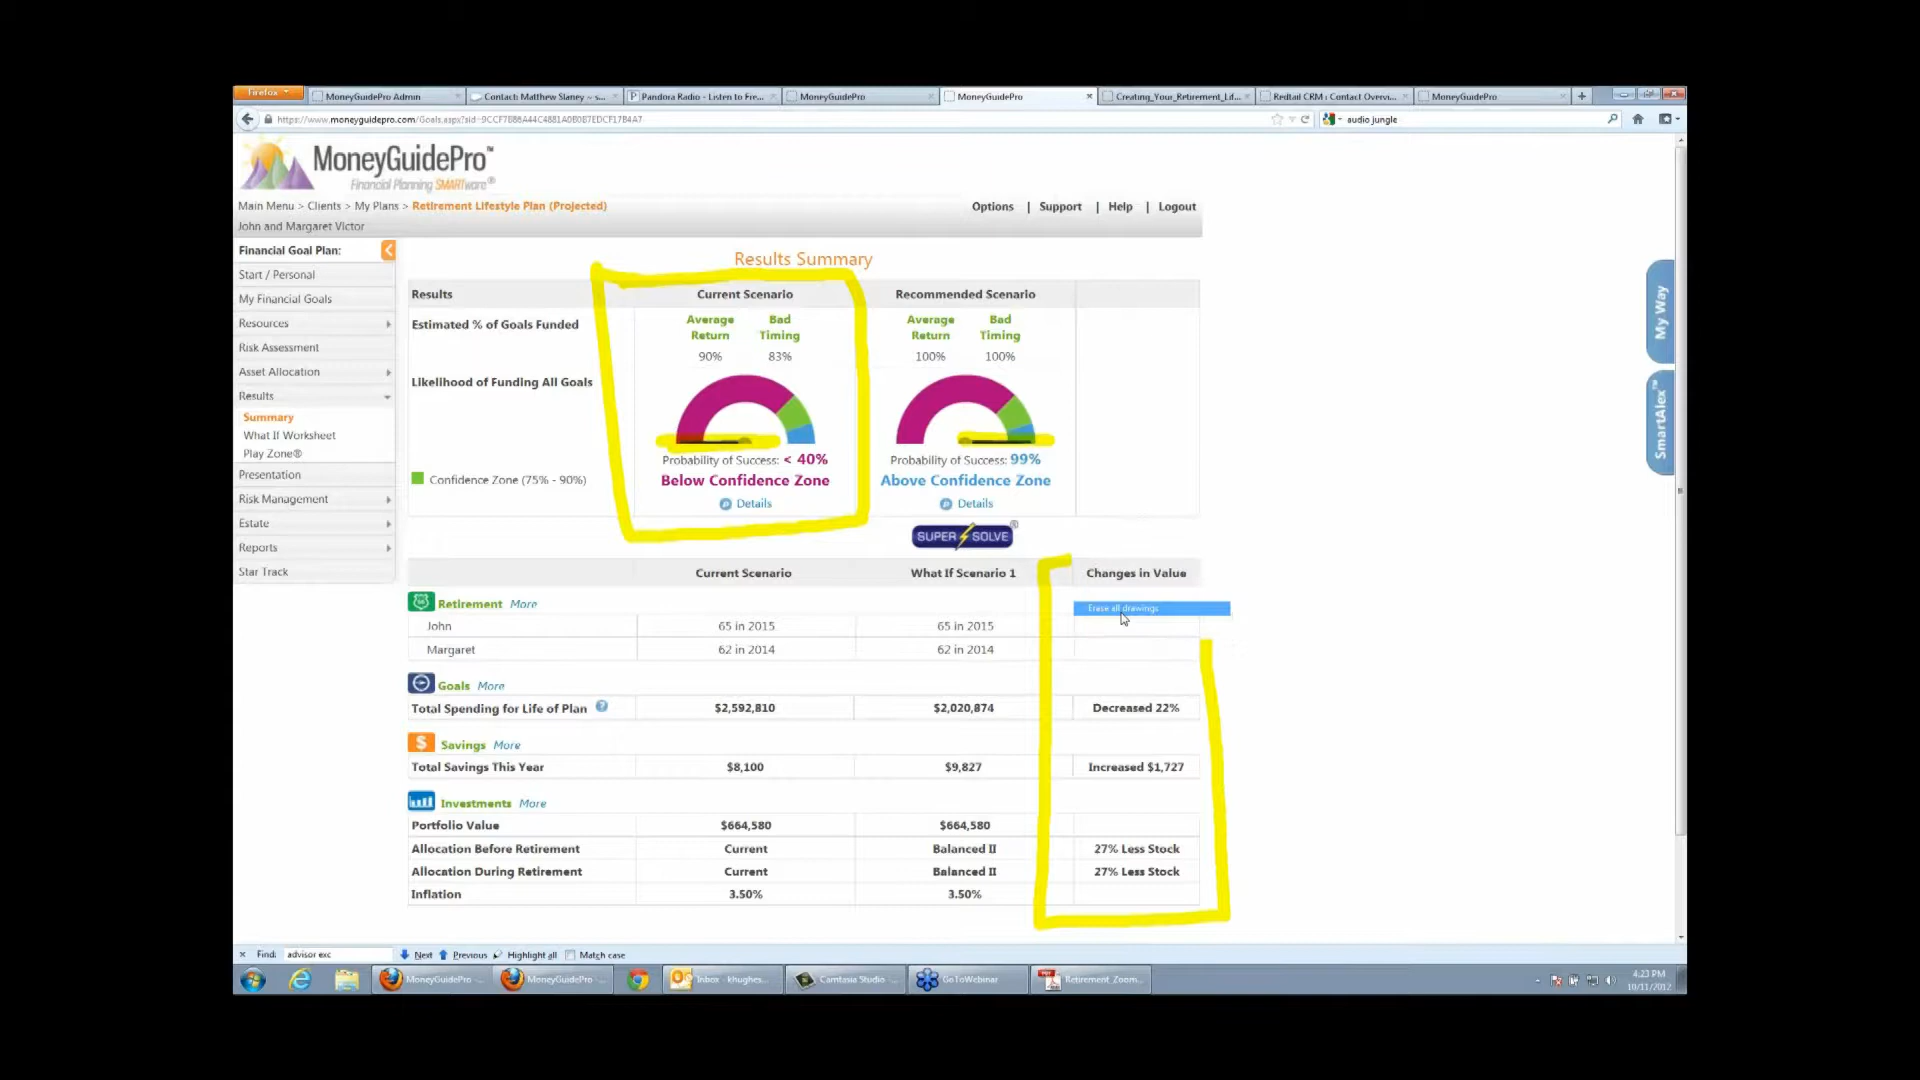 Firefox
MoneyGuidePro Admin
Contact: Matthew Slaney ~ s...
Pandora Radio - Listen to Fre...
MoneyGuidePro
MoneyGuidePro
Creating_Your_Retirement_Lif...
Redtail CRM : Contact Overvi...
MoneyGuidePro
audio jungle
MoneyGuidePro™
Financial Planning SMARTware®
Main Menu > Clients > My Plans > Retirement Lifestyle Plan (Projected)
Options | Support | Help | Logout
John and Margaret Victor
Financial Goal Plan:
Start / Personal
My Financial Goals
Resources
Risk Assessment
Asset Allocation
Results
Summary
What If Worksheet
Play Zone®
Presentation
Risk Management
Estate
Reports
Star Track
Results Summary
Results Current Scenario Recommended Scenario
Estimated % of Goals Funded
Average Return Bad Timing Average Return Bad Timing
90% 83% 100% 100%
Likelihood of Funding All Goals
Probability of Success: < 40% Probability of Success: 99%
Confidence Zone (75% - 90%) Below Confidence Zone Above Confidence Zone
Details Details
SUPER SOLVE®
Current Scenario What If Scenario 1 Changes in Value
Retirement More
Erase all drawings
John 65 in 2015 65 in 2015
Margaret 62 in 2014 62 in 2014
Goals More
Total Spending for Life of Plan ? $2,592,810 $2,020,874 Decreased 22%
Savings More
Total Savings This Year $8,100 $9,827 Increased $1,727
Investments More
Portfolio Value $664,580 $664,580
Allocation Before Retirement Current Balanced II 27% Less Stock
Allocation During Retirement Current Balanced II 27% Less Stock
Inflation 3.50% 3.50%
My Way
SmartAlex™
Find: advisor exc Next Previous Highlight all Match case
MoneyGuidePro -...
MoneyGuidePro -...
Inbox - khughes...
Camtasia Studio -...
GoToWebinar
Retirement_Zoom...
4:23 PM
10/11/2012